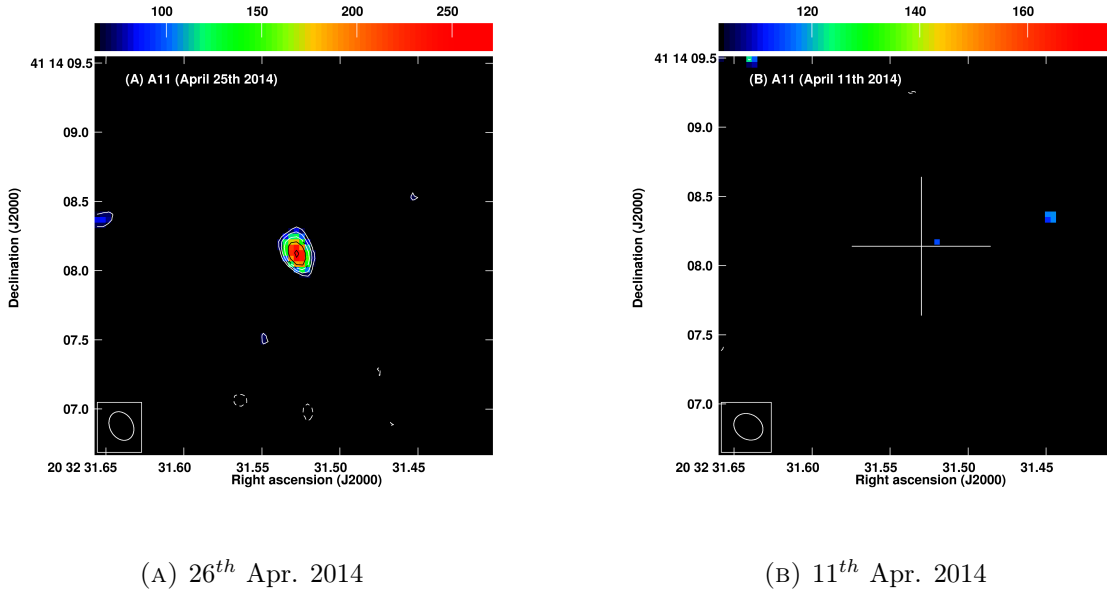 100 150 200 250
41 14 09.5
(A) A11 (April 25th 2014)
09.0
08.5
08.0
07.5
07.0
Declination (J2000)
20 32 31.65 31.60 31.55 31.50 31.45
Right ascension (J2000)
(A) 26th Apr. 2014
120 140 160
41 14 09.5
(B) A11 (April 11th 2014)
09.0
08.5
08.0
07.5
07.0
Declination (J2000)
20 32 31.65 31.60 31.55 31.50 31.45
Right ascension (J2000)
(B) 11th Apr. 2014